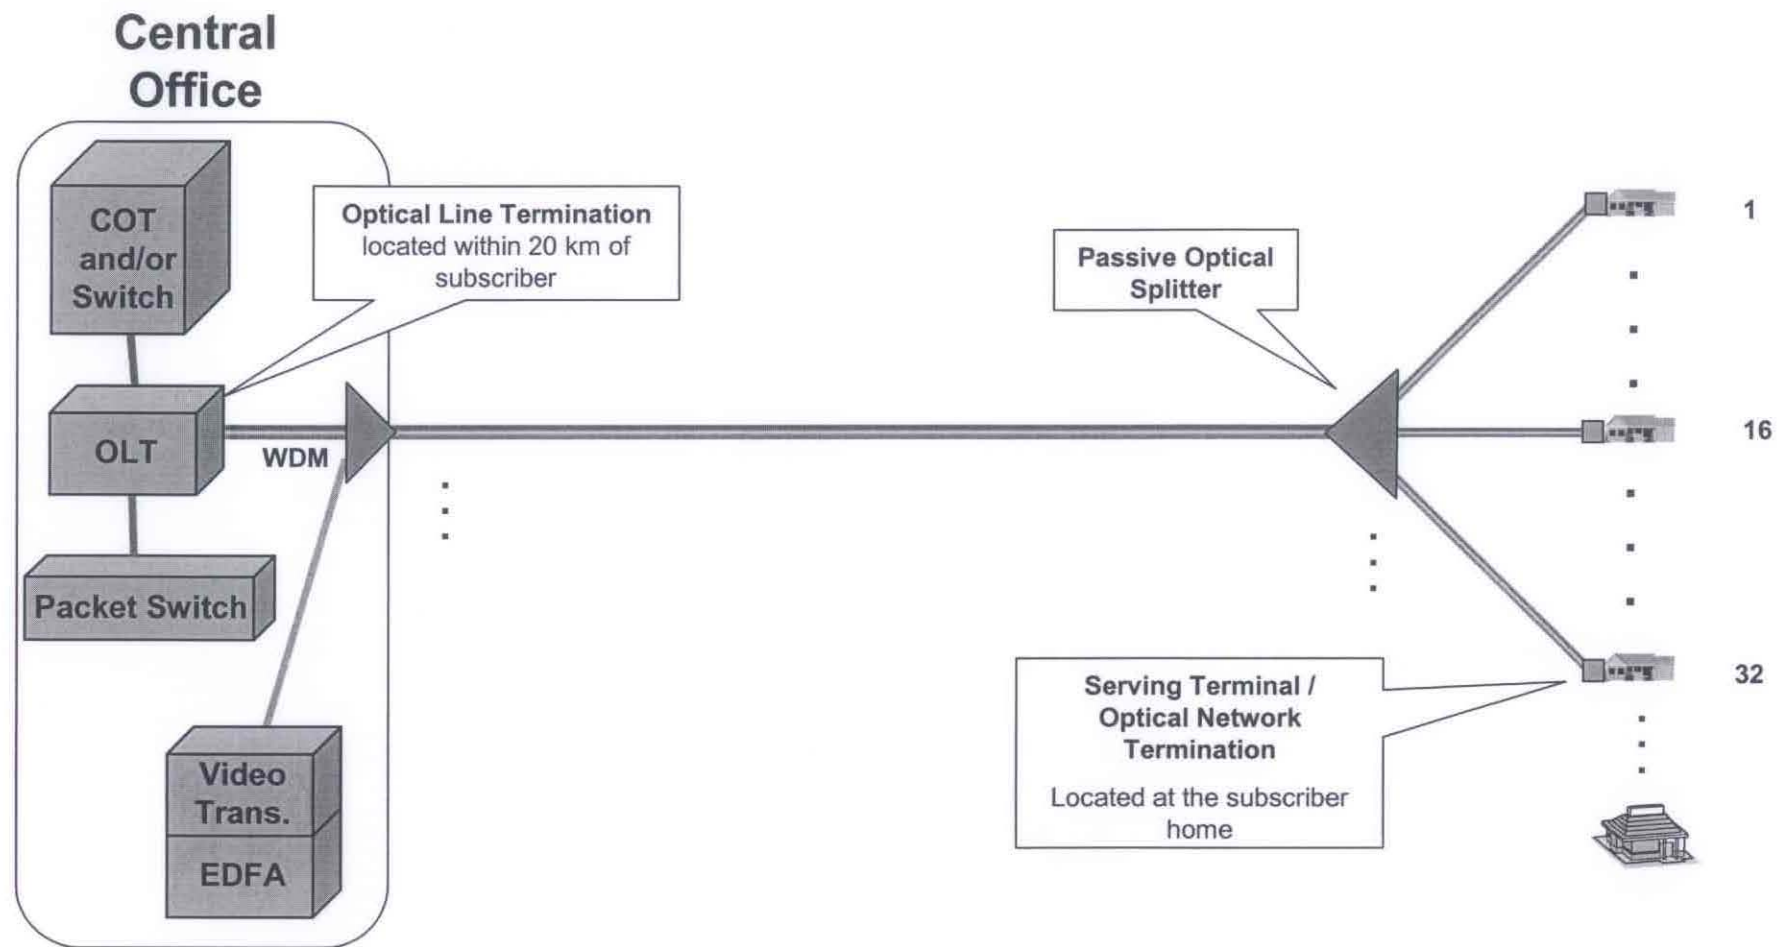 Central
Office
COT
and/or
Switch
OLT
WDM
Packet Switch
Video
Trans.
EDFA
Optical Line Termination
located within 20 km of
subscriber
Passive Optical
Splitter
Serving Terminal /
Optical Network
Termination
Located at the subscriber
home
1
16
32